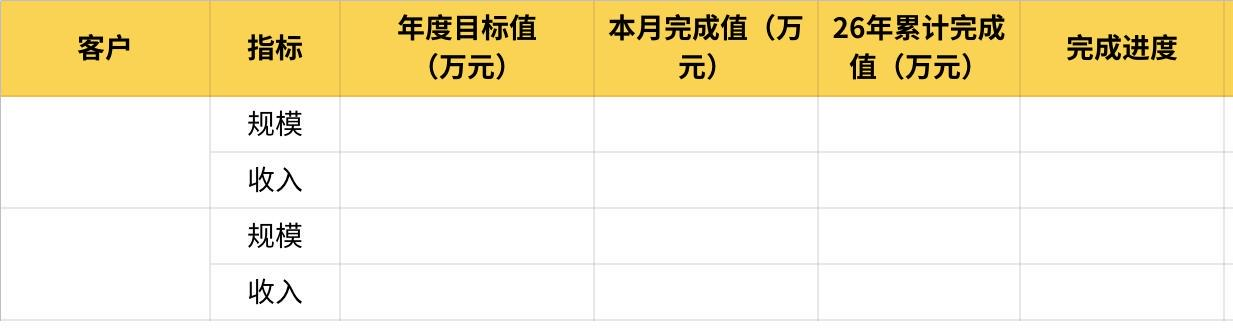 客户
指标
年度目标值
（万元）
本月完成值（万
元）
26年累计完成
值（万元）
完成进度
规模
收入
规模
收入